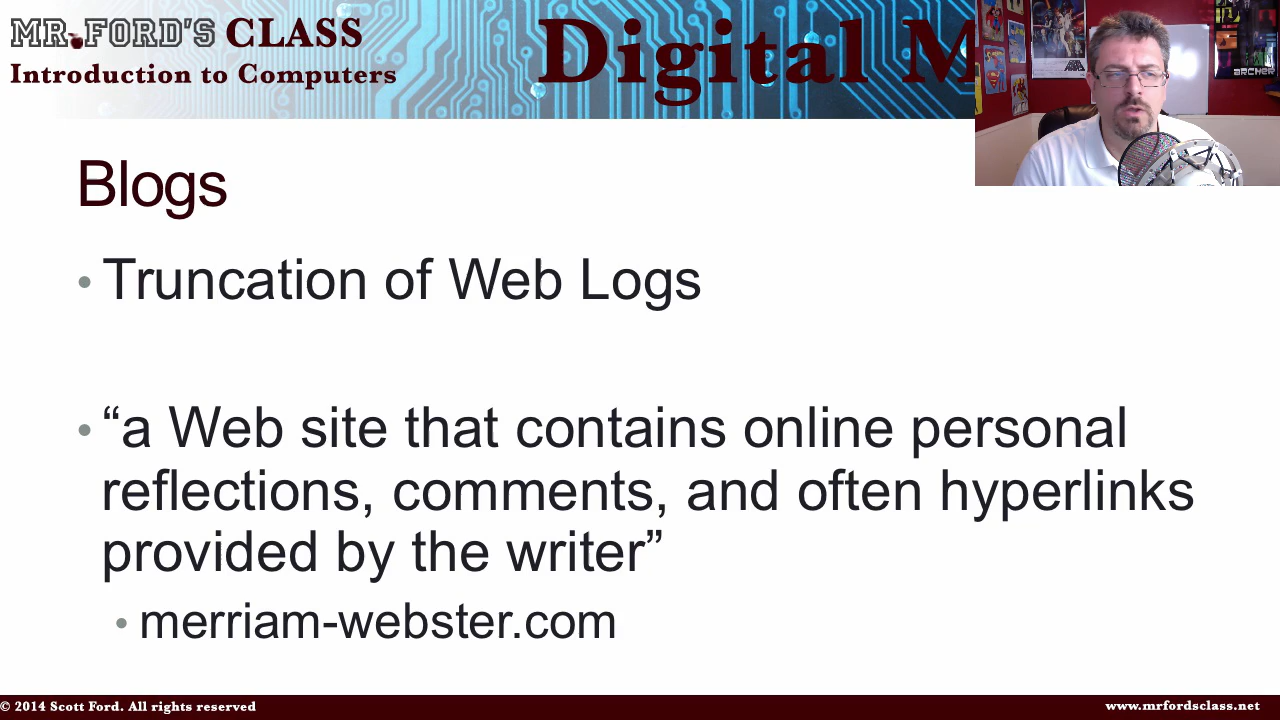 MR.FORD'S CLASS
Introduction to Computers
Digital M
ARCHER
Blogs
• Truncation of Web Logs
• “a Web site that contains online personal
reflections, comments, and often hyperlinks
provided by the writer”
• merriam-webster.com
© 2014 Scott Ford. All rights reserved
www.mrfordsclass.net